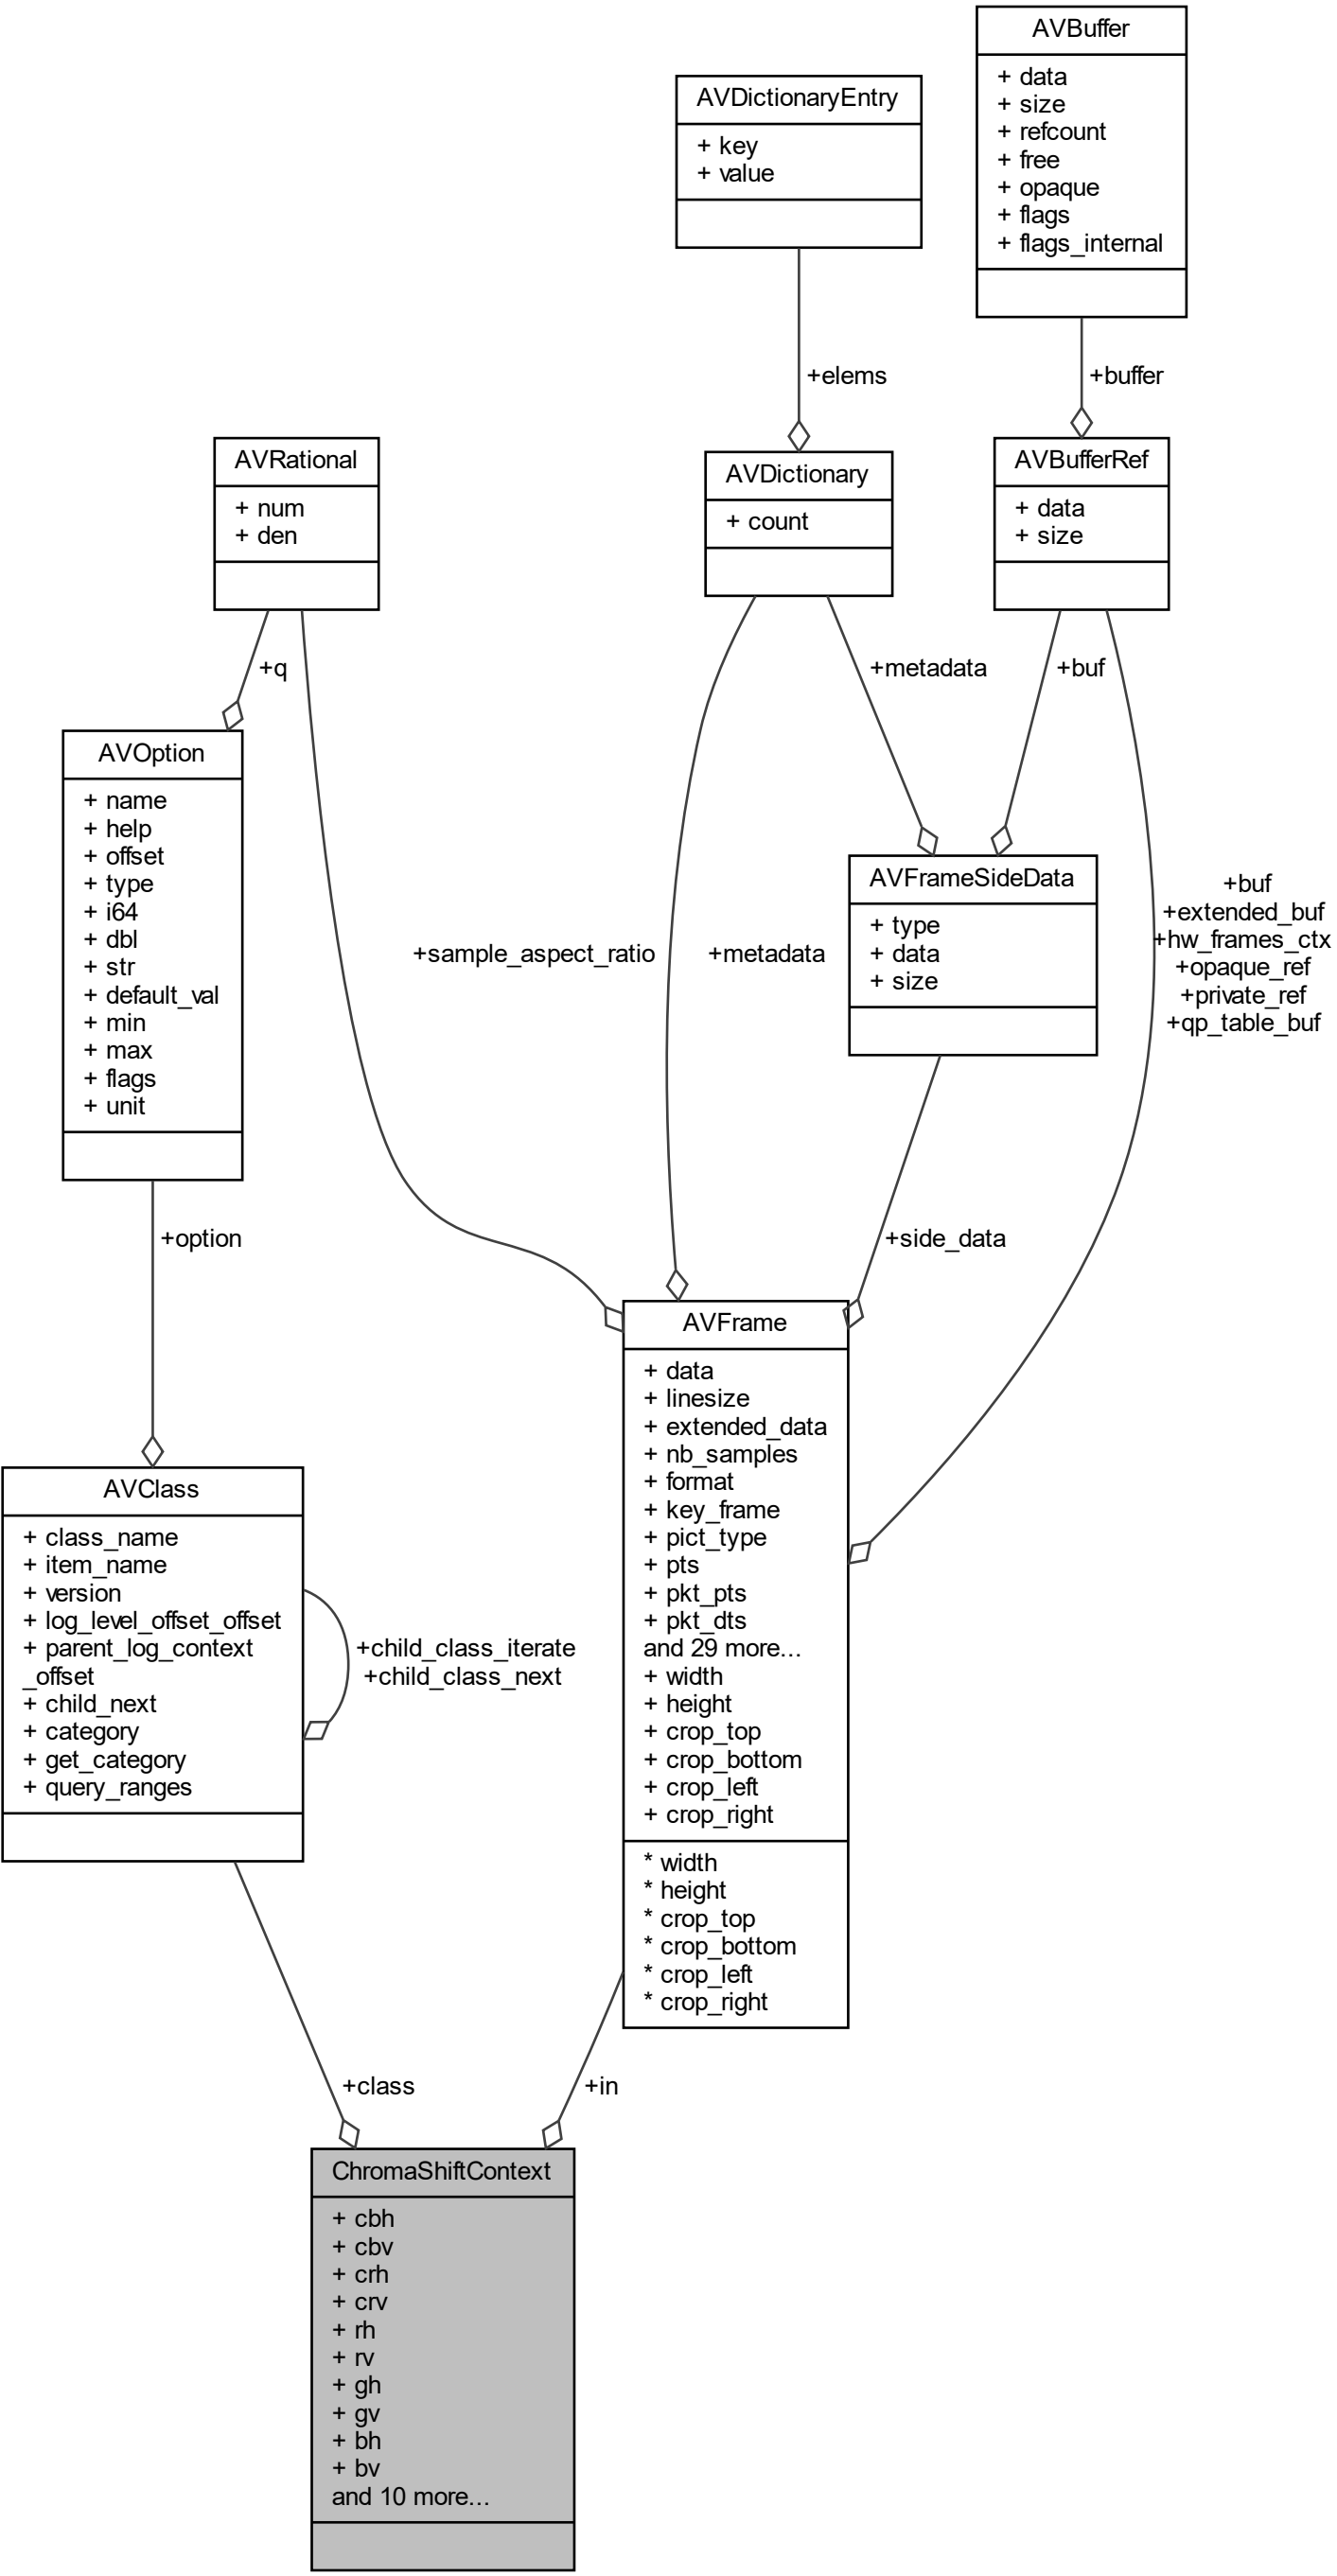 AVBuffer
+ data
+ size
+ refcount
+ free
+ opaque
+ flags
+ flags_internal
AVDictionaryEntry
+ key
+ value
+elems
+buffer
AVRational
+ num
+ den
AVDictionary
+ count
AVBufferRef
+ data
+ size
+q
+metadata
+buf
AVOption
+ name
+ help
+ offset
+ type
+ i64
+ dbl
+ str
+ default_val
+ min
+ max
+ flags
+ unit
+sample_aspect_ratio
+metadata
AVFrameSideData
+ type
+ data
+ size
+buf
+extended_buf
+hw_frames_ctx
+opaque_ref
+private_ref
+qp_table_buf
+option
+side_data
AVFrame
+ data
+ linesize
+ extended_data
+ nb_samples
+ format
+ key_frame
+ pict_type
+ pts
+ pkt_pts
+ pkt_dts
and 29 more...
+ width
+ height
+ crop_top
+ crop_bottom
+ crop_left
+ crop_right
* width
* height
* crop_top
* crop_bottom
* crop_left
* crop_right
AVClass
+ class_name
+ item_name
+ version
+ log_level_offset_offset
+ parent_log_context
_offset
+ child_next
+ category
+ get_category
+ query_ranges
+child_class_iterate
+child_class_next
+class
+in
ChromaShiftContext
+ cbh
+ cbv
+ crh
+ crv
+ rh
+ rv
+ gh
+ gv
+ bh
+ bv
and 10 more...